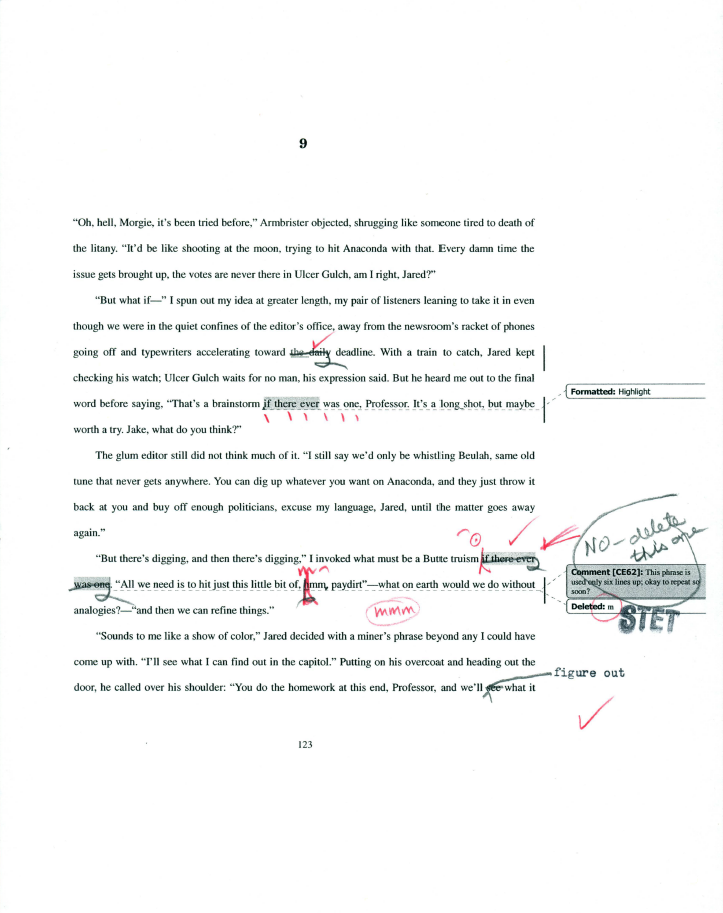 9
“Oh, hell, Morgie, it’s been tried before,” Armbrister objected, shrugging like someone tired to death of
the litany. “It’d be like shooting at the moon, trying to hit Anaconda with that. Every damn time the
issue gets brought up, the votes are never there in Ulcer Gulch, am I right, Jared?”
“But what if—” I spun out my idea at greater length, my pair of listeners leaning to take it in even
though we were in the quiet confines of the editor’s office, away from the newsroom’s racket of phones
going off and typewriters accelerating toward the daily deadline. With a train to catch, Jared kept
checking his watch; Ulcer Gulch waits for no man, his expression said. But he heard me out to the final
Formatted: Highlight
word before saying, “That’s a brainstorm if there ever was one, Professor. It’s a long shot, but maybe
worth a try. Jake, what do you think?”
The glum editor still did not think much of it. “I still say we’d only be whistling Beulah, same old
tune that never gets anywhere. You can dig up whatever you want on Anaconda, and they just throw it
back at you and buy off enough politicians, excuse my language, Jared, until the matter goes away
again.”
NO - delete
this one
“But there’s digging, and then there’s digging,” I invoked what must be a Butte truism if there ever
was one. “All we need is to hit just this little bit of, hmm, paydirt”—what on earth would we do without
Comment [CE62]: This phrase is
used only six lines up; okay to repeat so
soon?
Deleted: m
STET
analogies?—“and then we can refine things.”
mmm
“Sounds to me like a show of color,” Jared decided with a miner’s phrase beyond any I could have
come up with. “I’ll see what I can find out in the capitol.” Putting on his overcoat and heading out the
figure out
door, he called over his shoulder: “You do the homework at this end, Professor, and we’ll see what it
123